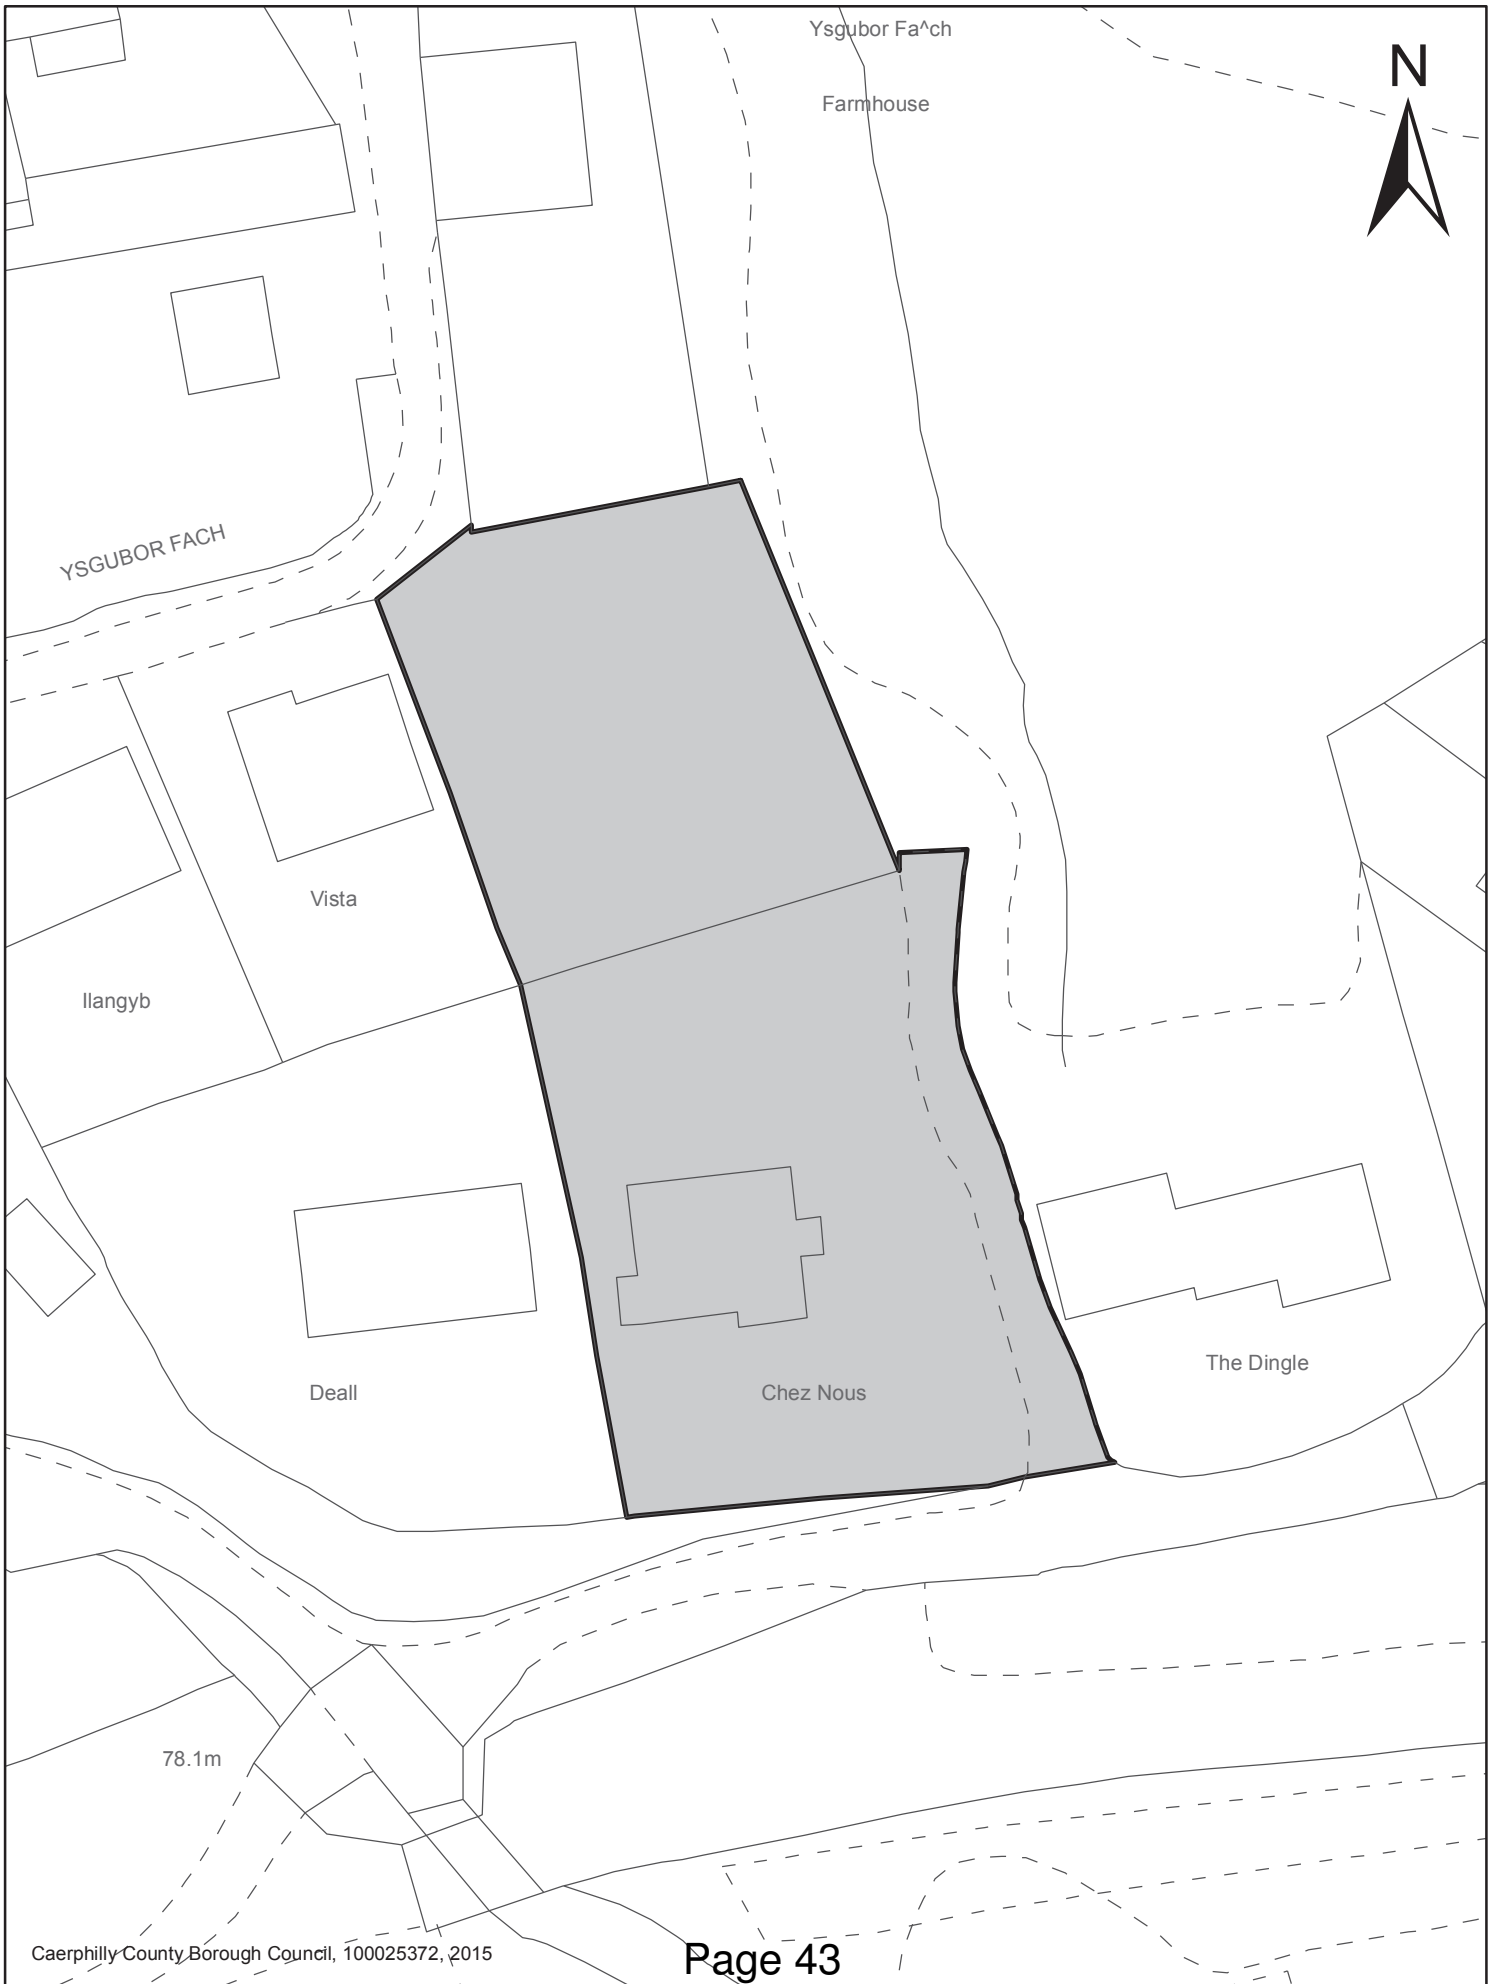 Ysgubor Fa^ch
N
Farmhouse
YSGUBOR FACH
Vista
llangyb
The Dingle
Deall
Chez Nous
78.1m
Caerphilly County Borough Council, 100025372, 2015
Page 43